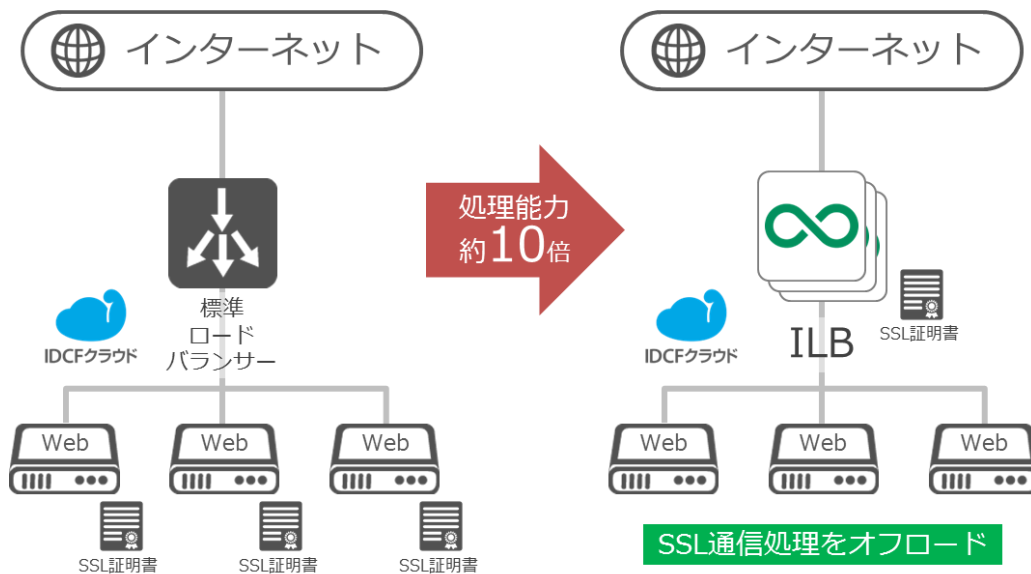 インターネット
標準
ロード
バランサー
IDCFクラウド
Web
Web
Web
SSL証明書
SSL証明書
SSL証明書
処理能力
約10倍
インターネット
SSL証明書
ILB
IDCFクラウド
Web
Web
Web
SSL通信処理をオフロード